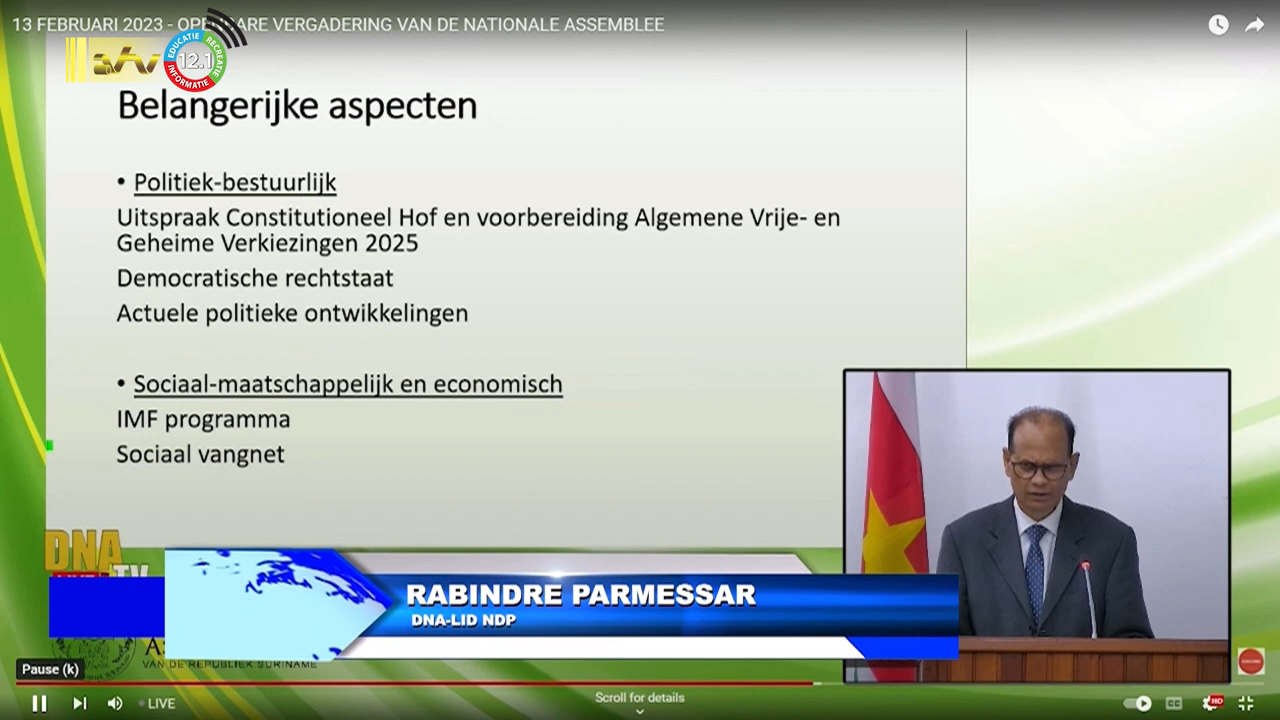 13 FEBRUARI 2023 - OPENBARE VERGADERING VAN DE NATIONALE ASSEMBLEE
atv
EDUCATIE
RECREATIE
INFORMATIE
12.1
Belangerijke aspecten
• Politiek-bestuurlijk
Uitspraak Constitutioneel Hof en voorbereiding Algemene Vrije- en
Geheime Verkiezingen 2025
Democratische rechtstaat
Actuele politieke ontwikkelingen
• Sociaal-maatschappelijk en economisch
IMF programma
Sociaal vangnet
DNA
TV
RABINDRE PARMESSAR
DNA-LID NDP
VAN DE REPUBLIEK SURINAME
Pause (k)
LIVE
Scroll for details
CC
HD